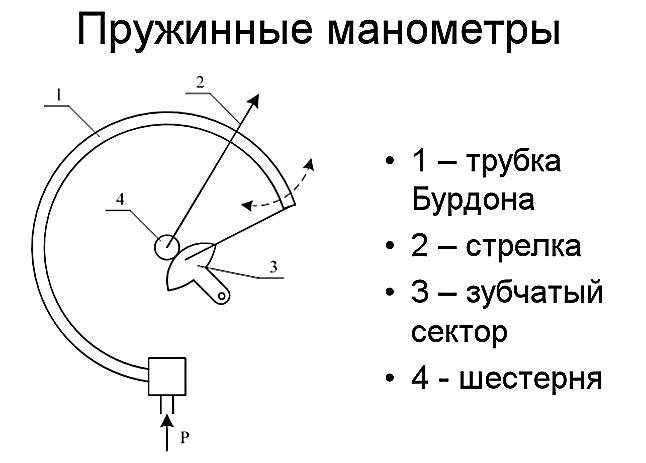 Пружинные манометры
1
2
4
3
P
• 1 – трубка
Бурдона
• 2 – стрелка
• 3 – зубчатый
сектор
• 4 - шестерня